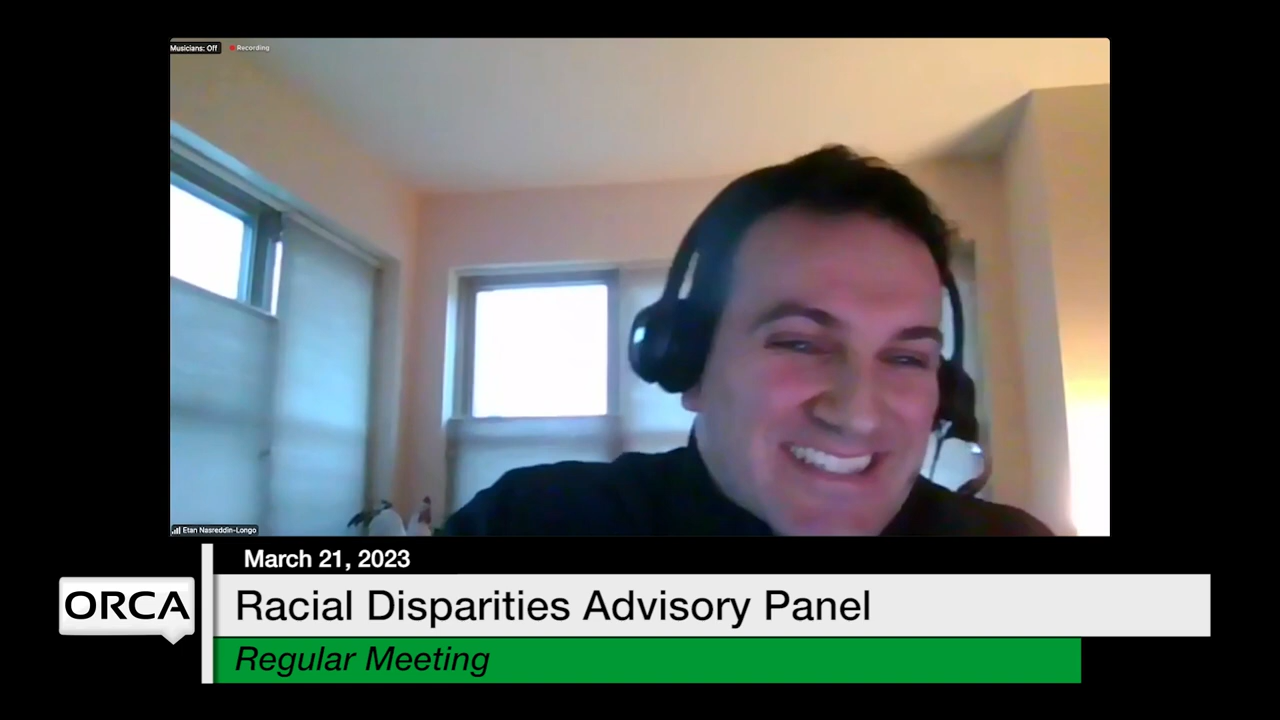 Musicians: Off
Recording
Etan Nasreddin-Longo
March 21, 2023
ORCA
Racial Disparities Advisory Panel
Regular Meeting